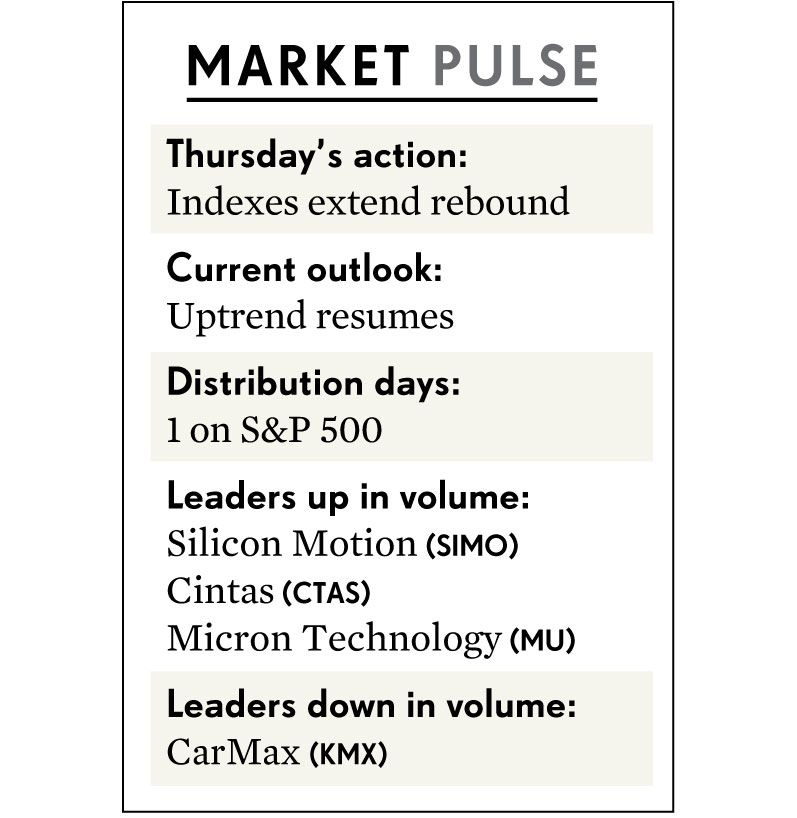 MARKET PULSE
Thursday’s action:
Indexes extend rebound
Current outlook:
Uptrend resumes
Distribution days:
1 on S&P 500
Leaders up in volume:
Silicon Motion (SIMO)
Cintas (CTAS)
Micron Technology (MU)
Leaders down in volume:
CarMax (KMX)